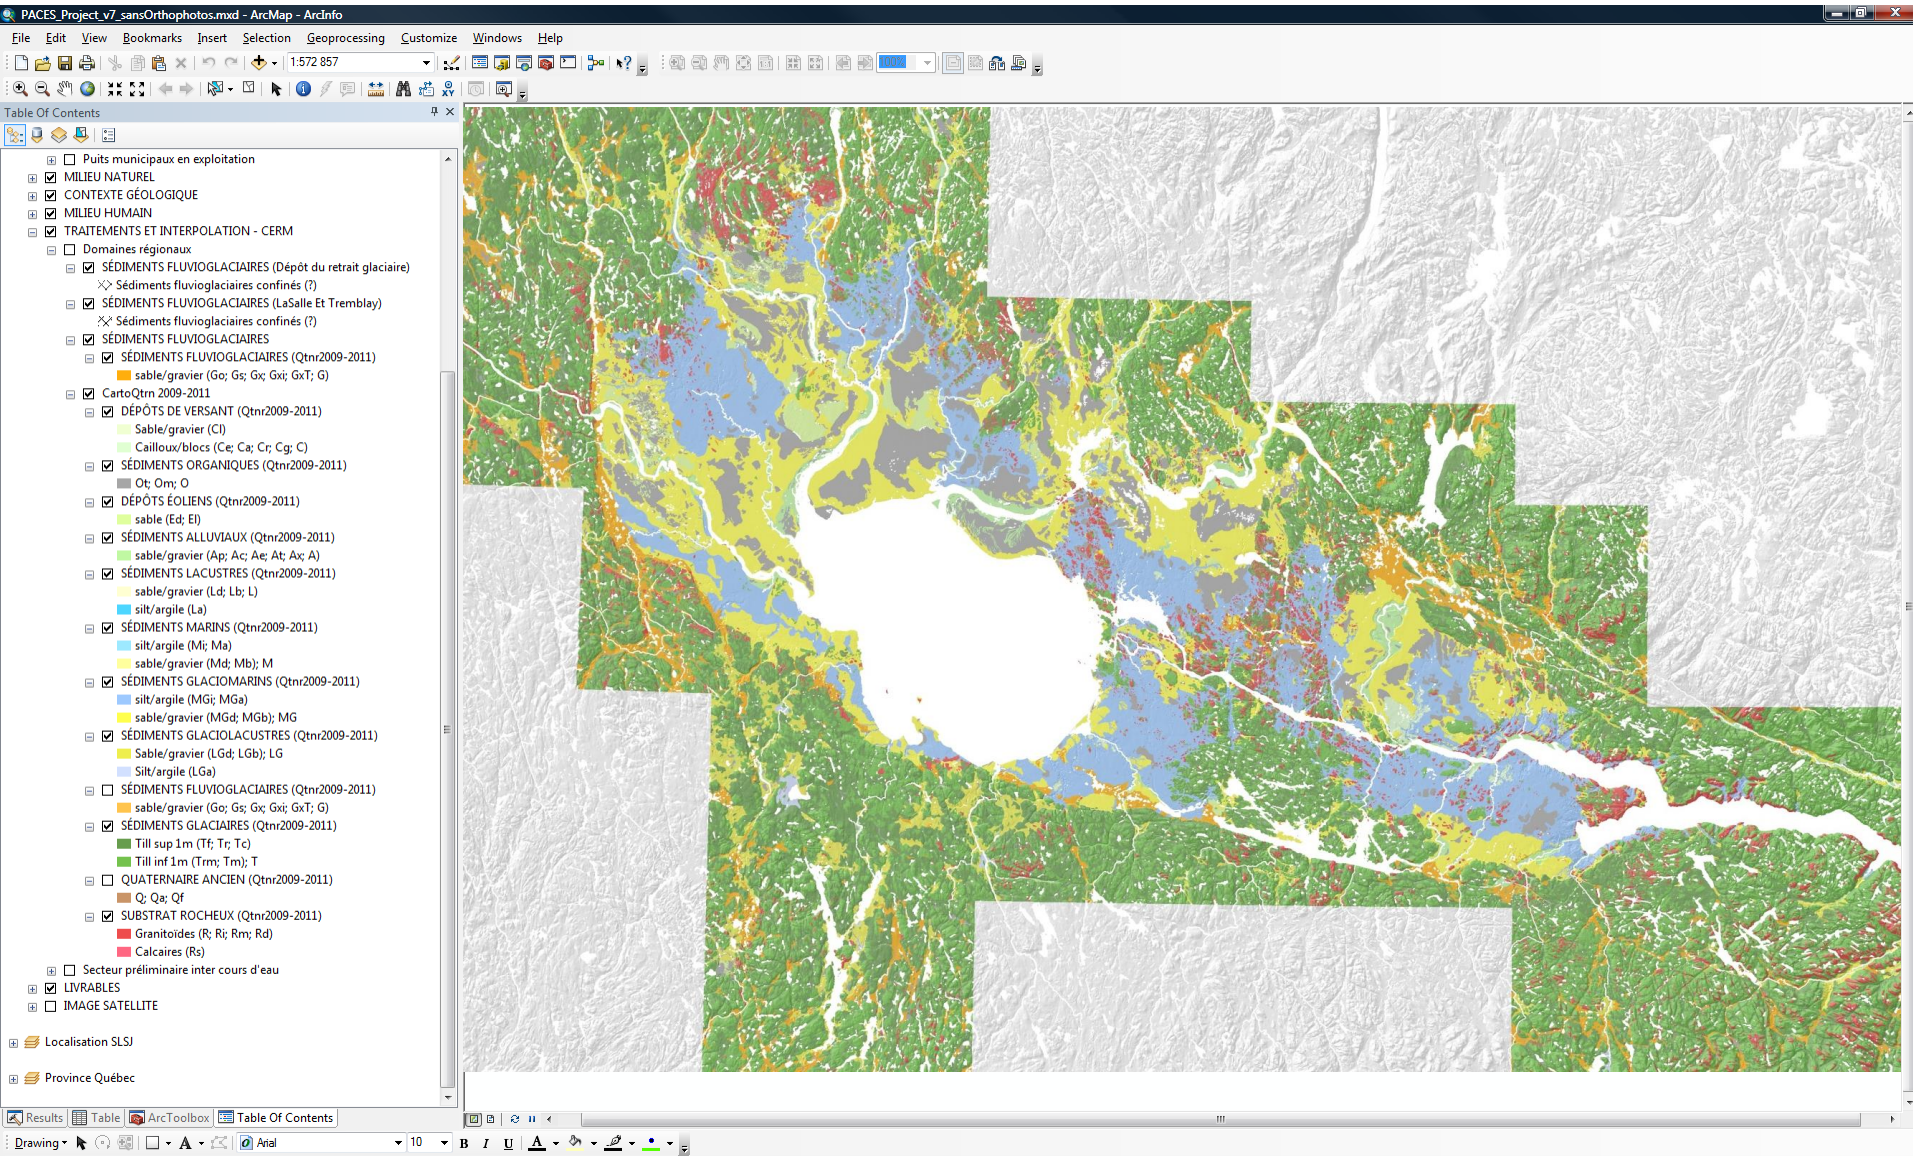 PACES_Project_v7_sansOrthophotos.mxd - ArcMap - ArcInfo
File Edit View Bookmarks Insert Selection Geoprocessing Customize Windows Help
1:572 857
100%
Table Of Contents
Puits municipaux en exploitation
MILIEU NATUREL
CONTEXTE GÉOLOGIQUE
MILIEU HUMAIN
TRAITEMENTS ET INTERPOLATION - CERM
Domaines régionaux
SÉDIMENTS FLUVIOGLACIAIRES (Dépôt du retrait glaciaire)
Sédiments fluvioglaciaires confinés (?)
SÉDIMENTS FLUVIOGLACIAIRES (LaSalle Et Tremblay)
Sédiments fluvioglaciaires confinés (?)
SÉDIMENTS FLUVIOGLACIAIRES
SÉDIMENTS FLUVIOGLACIAIRES (Qtnr2009-2011)
sable/gravier (Go; Gs; Gx; Gxi; GxT; G)
CartoQtrn 2009-2011
DÉPÔTS DE VERSANT (Qtnr2009-2011)
Sable/gravier (Cl)
Cailloux/blocs (Ce; Ca; Cr; Cg; C)
SÉDIMENTS ORGANIQUES (Qtnr2009-2011)
Ot; Om; O
DÉPÔTS ÉOLIENS (Qtnr2009-2011)
sable (Ed; El)
SÉDIMENTS ALLUVIAUX (Qtnr2009-2011)
sable/gravier (Ap; Ac; Ae; At; Ax; A)
SÉDIMENTS LACUSTRES (Qtnr2009-2011)
sable/gravier (Ld; Lb; L)
silt/argile (La)
SÉDIMENTS MARINS (Qtnr2009-2011)
silt/argile (Mi; Ma)
sable/gravier (Md; Mb); M
SÉDIMENTS GLACIOMARINS (Qtnr2009-2011)
silt/argile (MGi; MGa)
sable/gravier (MGd; MGb); MG
SÉDIMENTS GLACIOLACUSTRES (Qtnr2009-2011)
Sable/gravier (LGd; LGb); LG
Silt/argile (LGa)
SÉDIMENTS FLUVIOGLACIAIRES (Qtnr2009-2011)
sable/gravier (Go; Gs; Gx; Gxi; GxT; G)
SÉDIMENTS GLACIAIRES (Qtnr2009-2011)
Till sup 1m (Tf; Tr; Tc)
Till inf 1m (Trm; Tm); T
QUATERNAIRE ANCIEN (Qtnr2009-2011)
Q; Qa; Qf
SUBSTRAT ROCHEUX (Qtnr2009-2011)
Granitoïdes (R; Ri; Rm; Rd)
Calcaires (Rs)
Secteur préliminaire inter cours d'eau
LIVRABLES
IMAGE SATELLITE
Localisation SLSJ
Province Québec
Results Table ArcToolbox Table Of Contents
Drawing A Arial 10 B I U A